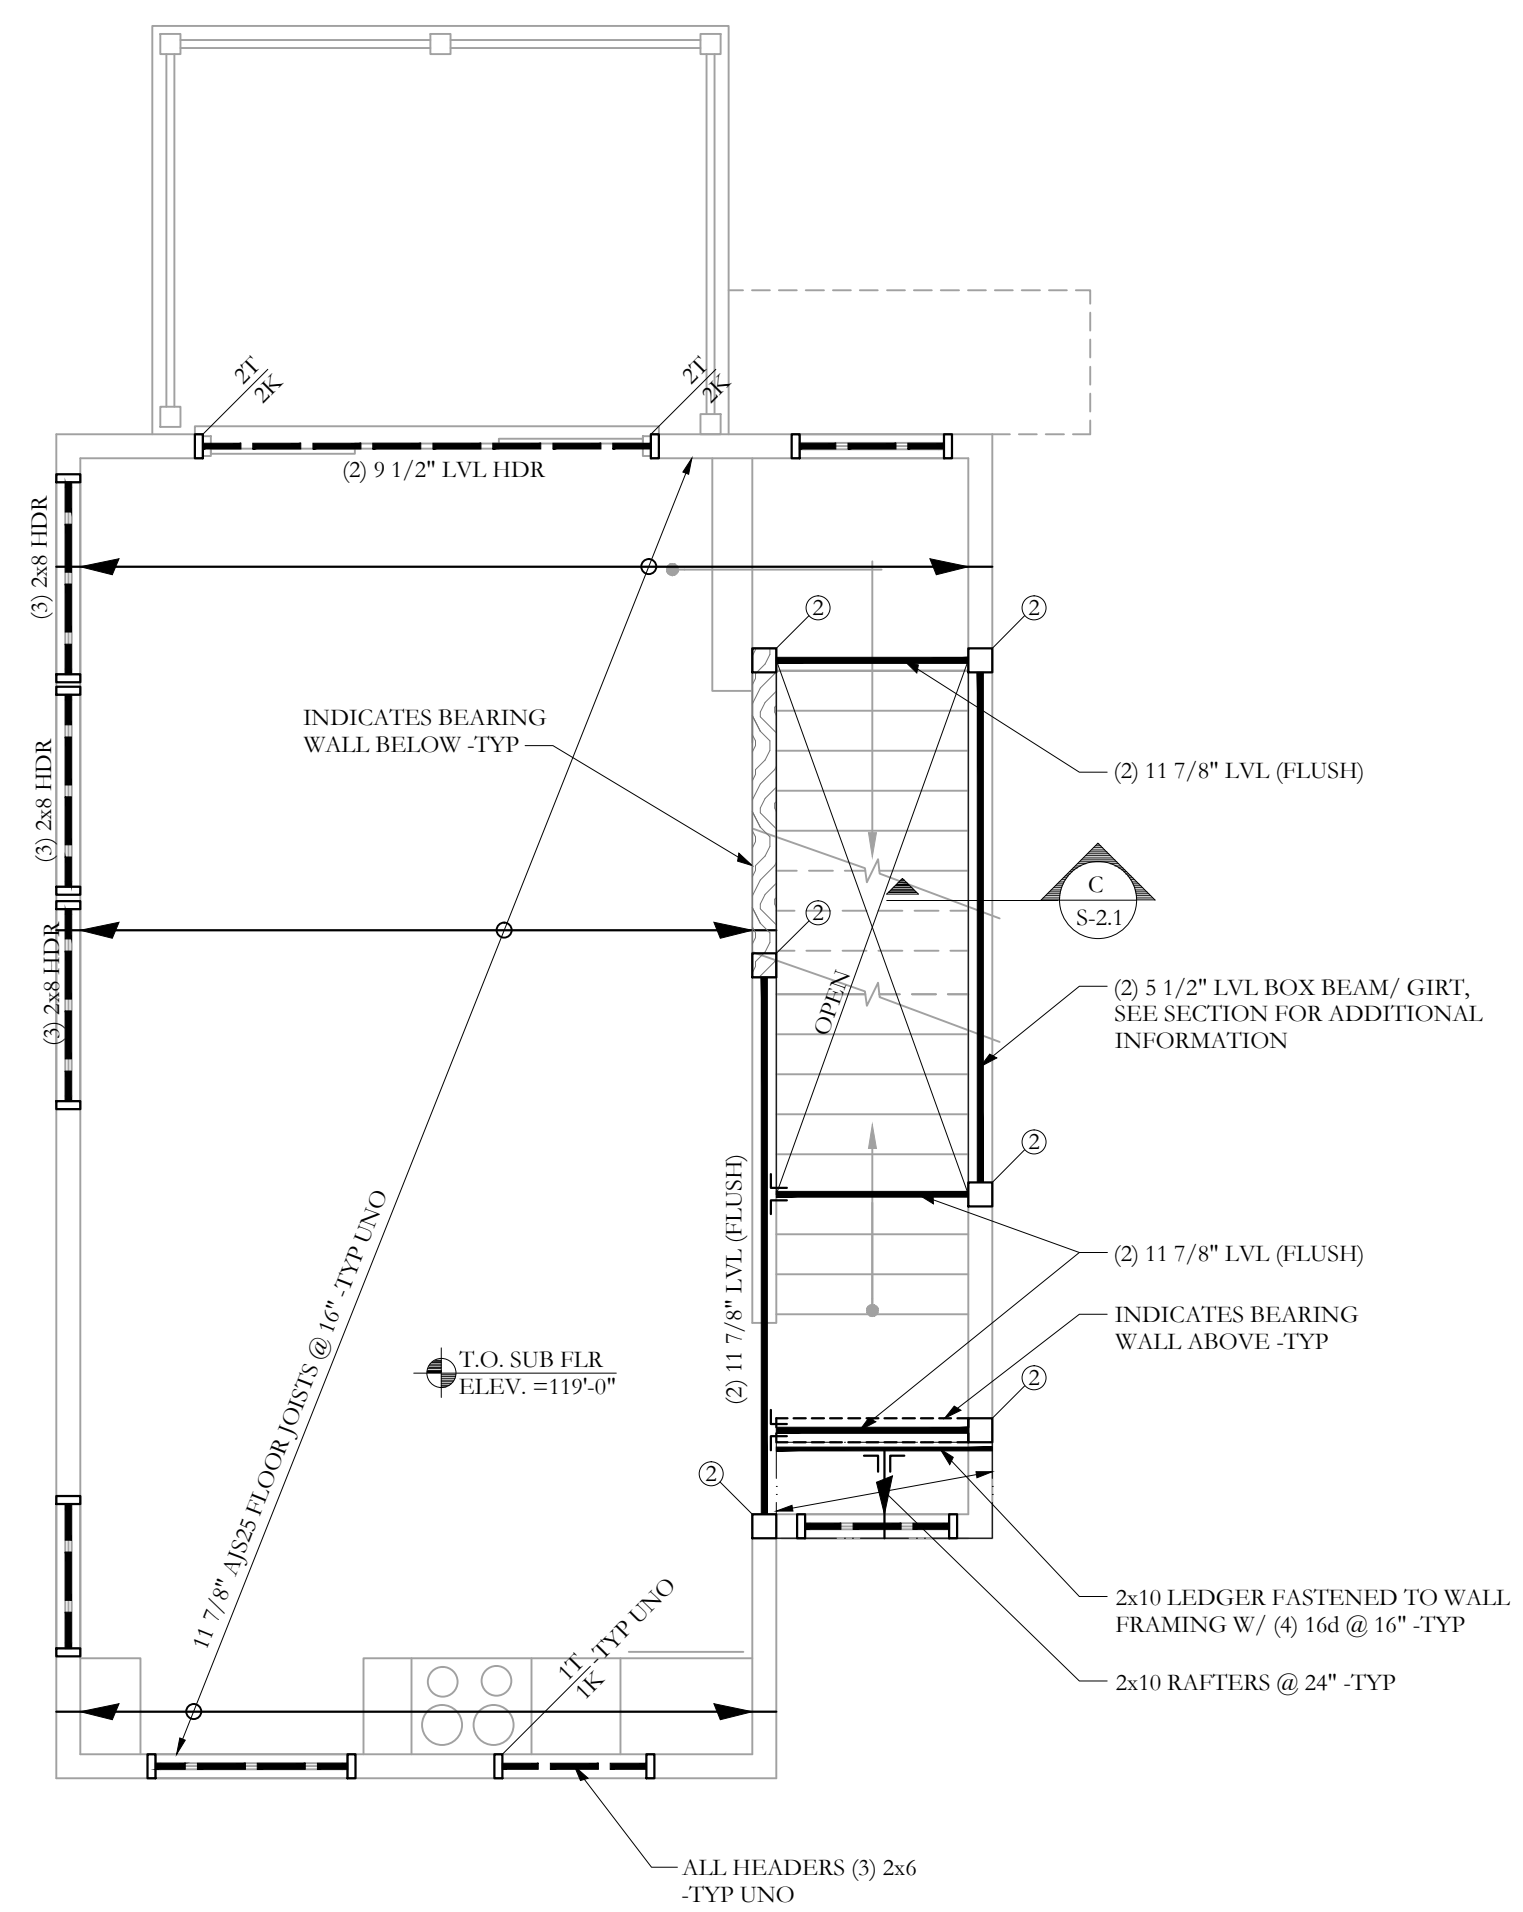 2T
2K
2T
2K
(2) 9 1/2" LVL HDR
(3) 2x8 HDR
2
2
INDICATES BEARING
WALL BELOW -TYP
(2) 11 7/8" LVL (FLUSH)
(3) 2x8 HDR
C
S-2.1
2
(3) 2x8 HDR
OPEN
(2) 5 1/2" LVL BOX BEAM/ GIRT,
SEE SECTION FOR ADDITIONAL
INFORMATION
2
(2) 11 7/8" LVL (FLUSH)
(2) 11 7/8" LVL (FLUSH)
11 7/8" AJS25 FLOOR JOISTS @ 16" -TYP UNO
INDICATES BEARING
WALL ABOVE -TYP
T.O. SUB FLR
ELEV. =119'-0"
2
2
2x10 LEDGER FASTENED TO WALL
FRAMING W/ (4) 16d @ 16" -TYP
1T -TYP UNO
1K
2x10 RAFTERS @ 24" -TYP
ALL HEADERS (3) 2x6
-TYP UNO